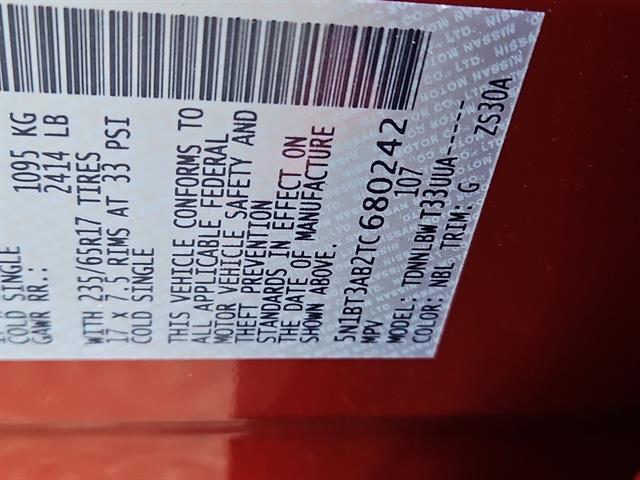 COLD SINGLE
GAWR RR.: 1095 KG
2414 LB
WITH 235/65R17 TIRES
17 X 7.5 RIMS AT 33 PSI
COLD SINGLE
THIS VEHICLE CONFORMS TO
ALL APPLICABLE FEDERAL
MOTOR VEHICLE SAFETY AND
THEFT PREVENTION
STANDARDS IN EFFECT ON
THE DATE OF MANUFACTURE
SHOWN ABOVE.
5N1BT3AB2TC680242
MPV 107
MODEL: TDNNLBWT33UUA-----
COLOR: NBL TRIM: G ZS30A